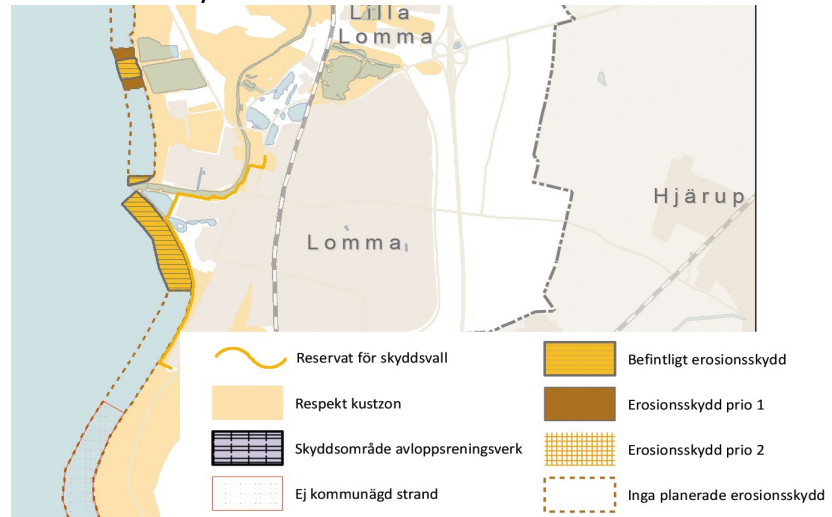 Lilla
Lomma
Hjärup
Lomma
Reservat för skyddsvall
Respekt kustzon
Skyddsområde avloppsreningsverk
Ej kommunägd strand
Befintligt erosionsskydd
Erosionsskydd prio 1
Erosionsskydd prio 2
Inga planerade erosionsskydd